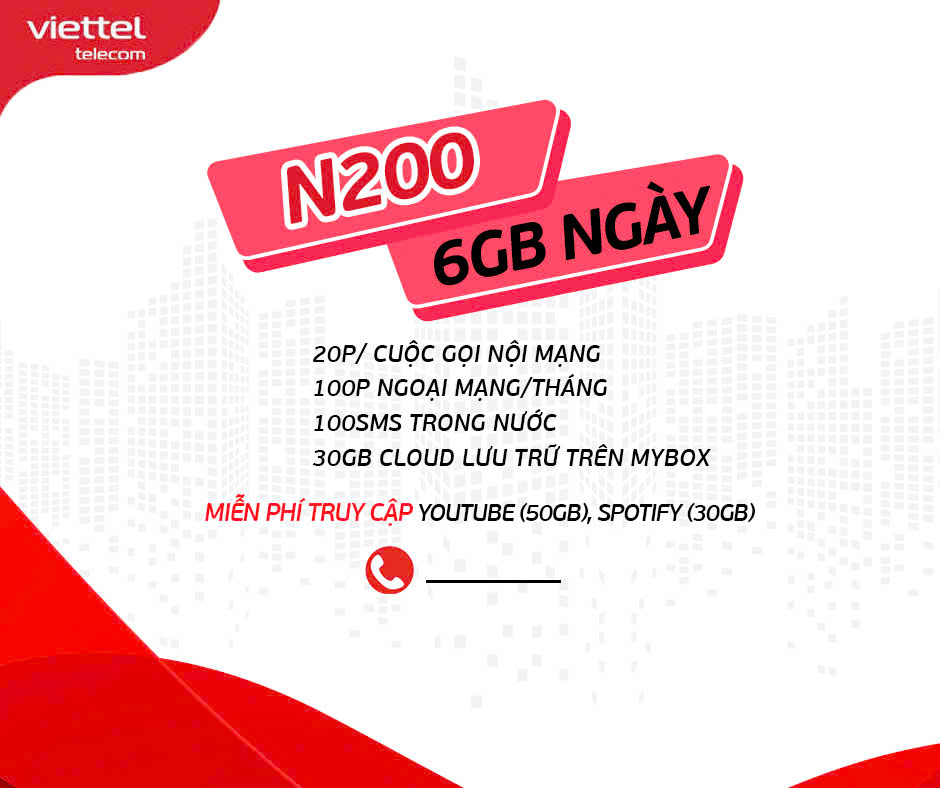 viettel
telecom
N200
6GB NGÀY
20P/ CUỘC GỌI NỘI MẠNG
100P NGOẠI MẠNG/THÁNG
100SMS TRONG NƯỚC
30GB CLOUD LƯU TRỮ TRÊN MYBOX
MIỄN PHÍ TRUY CẬP YOUTUBE (50GB), SPOTIFY (30GB)